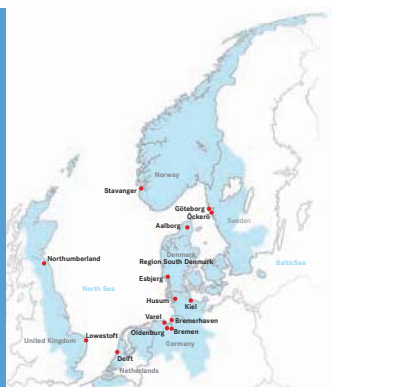 Norway
Stavanger
Göteborg
Öckerö
Sweden
Aalborg
Denmark
Region South Denmark
Northumberland
BalticSea
Esbjerg
North Sea
Husum
Kiel
Varel
Bremerhaven
Oldenburg
Bremen
Lowestoft
United Kingdom
Germany
Delft
Netherlands